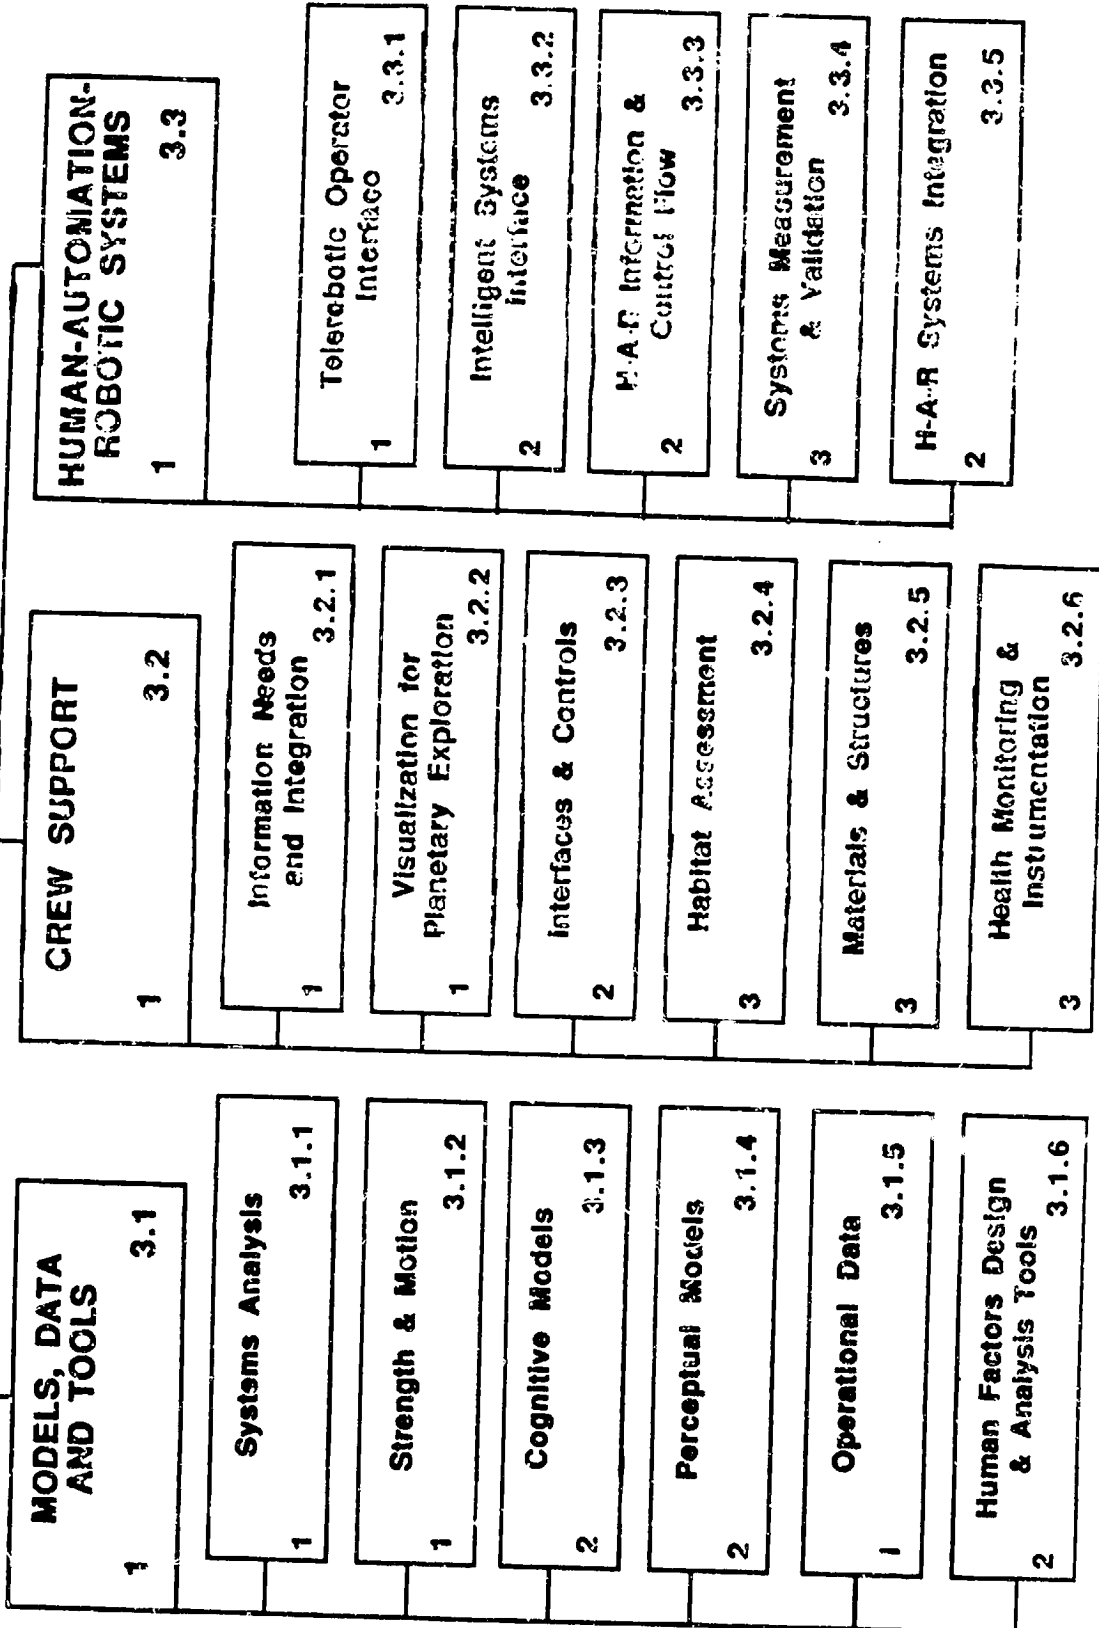 MODELS, DATA
AND TOOLS
1 3.1
Systems Analysis
1 3.1.1
Strength & Motion
1 3.1.2
Cognitive Models
2 3.1.3
Perceptual Models
2 3.1.4
Operational Data
1 3.1.5
Human Factors Design
& Analysis Tools
2 3.1.6
CREW SUPPORT
1 3.2
Information Needs
and Integration
1 3.2.1
Visualization for
Planetary Exploration
1 3.2.2
Interfaces & Controls
2 3.2.3
Habitat Assessment
3 3.2.4
Materials & Structures
3 3.2.5
Health Monitoring &
Instrumentation
3 3.2.6
HUMAN-AUTOMATION-
ROBOTIC SYSTEMS
1 3.3
Telerobotic Operator
Interface
1 3.3.1
Intelligent Systems
Interface
2 3.3.2
H-A-R Information &
Control Flow
2 3.3.3
Systems Measurement
& Validation
3 3.3.4
H-A-R Systems Integration
2 3.3.5